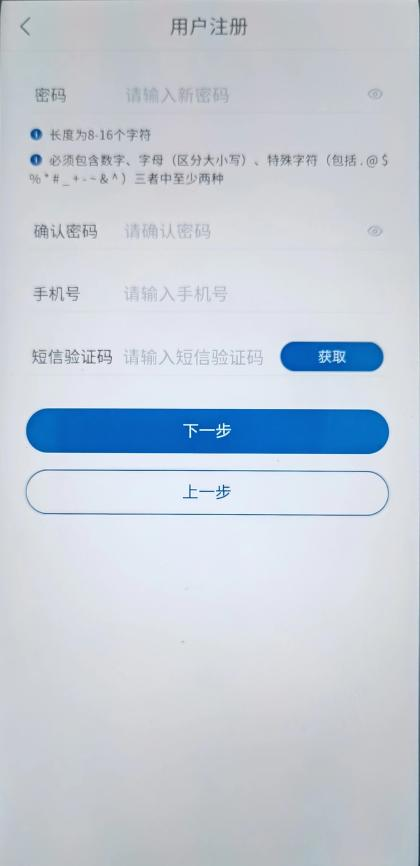 用户注册
密码 请输入新密码
长度为8-16个字符
必须包含数字、字母（区分大小写）、特殊字符（包括.@$
%*#_+-~&^）三者中至少两种
确认密码 请确认密码
手机号 请输入手机号
短信验证码 请输入短信验证码 获取
下一步
上一步